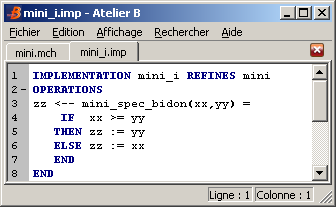 mini_i.imp - Atelier B
Fichier Edition Affichage Rechercher Aide
mini.mch mini_i.imp
1 IMPLEMENTATION mini_i REFINES mini
2 OPERATIONS
3 zz <-- mini_spec_bidon(xx,yy) =
4 IF xx >= yy
5 THEN zz := yy
6 ELSE zz := xx
7 END
8 END
Ligne : 1 Colonne : 1